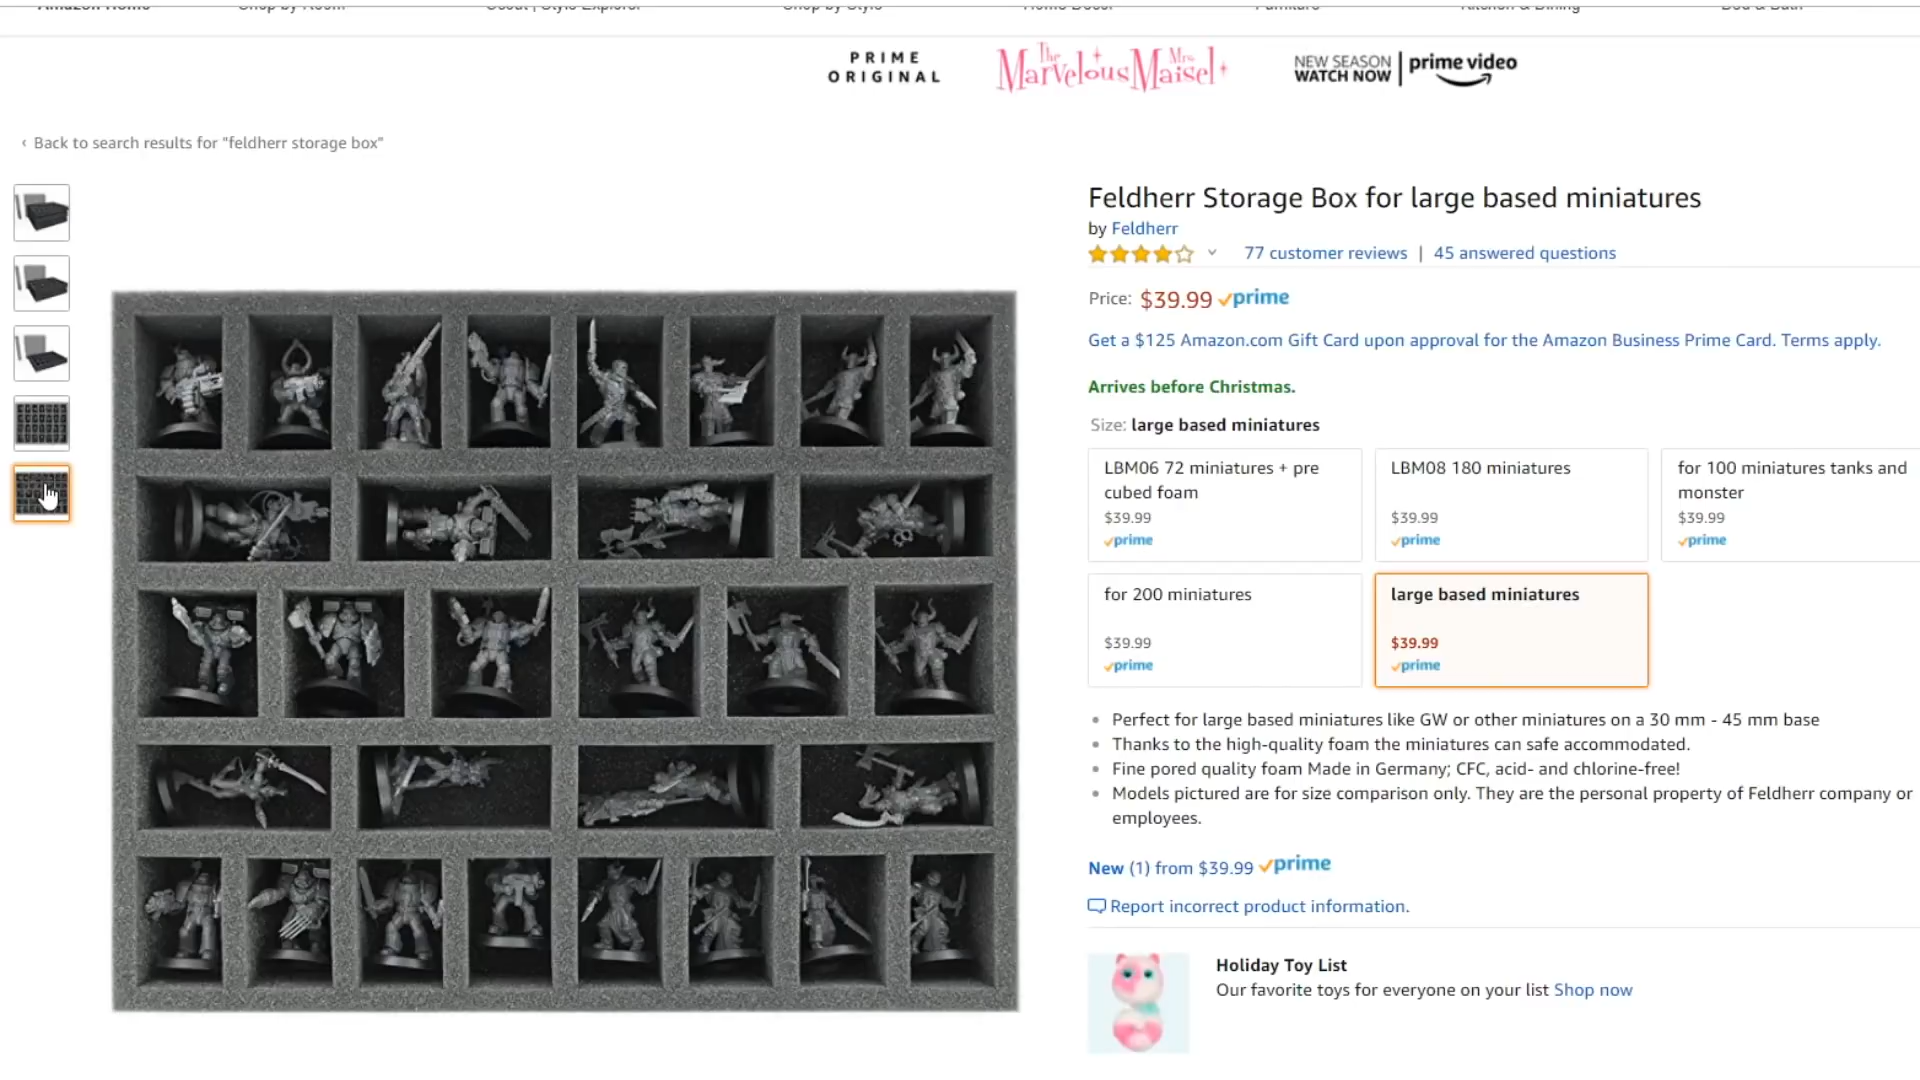 PRIME
ORIGINAL
The Marvelous Mrs. Maisel
NEW SEASON
WATCH NOW
prime video
‹ Back to search results for "feldherr storage box"
Feldherr Storage Box for large based miniatures
by Feldherr
77 customer reviews | 45 answered questions
Price: $39.99 prime
Get a $125 Amazon.com Gift Card upon approval for the Amazon Business Prime Card. Terms apply.
Arrives before Christmas.
Size: large based miniatures
LBM06 72 miniatures + pre
cubed foam
$39.99
prime
LBM08 180 miniatures
$39.99
prime
for 100 miniatures tanks and
monster
$39.99
prime
for 200 miniatures
$39.99
prime
large based miniatures
$39.99
prime
Perfect for large based miniatures like GW or other miniatures on a 30 mm - 45 mm base
Thanks to the high-quality foam the miniatures can safe accommodated.
Fine pored quality foam Made in Germany; CFC, acid- and chlorine-free!
Models pictured are for size comparison only. They are the personal property of Feldherr company or
employees.
New (1) from $39.99 prime
Report incorrect product information.
Holiday Toy List
Our favorite toys for everyone on your list Shop now